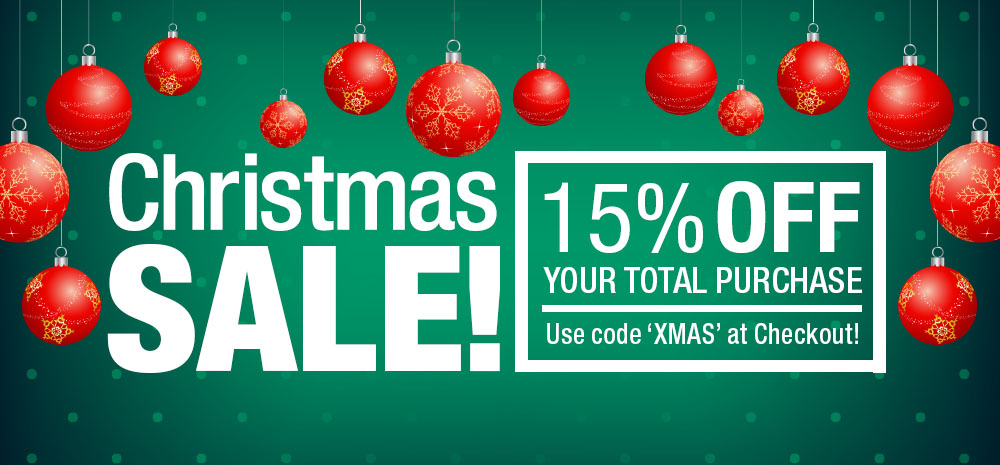 Christmas
SALE!
15% OFF
YOUR TOTAL PURCHASE
Use code ‘XMAS’ at Checkout!